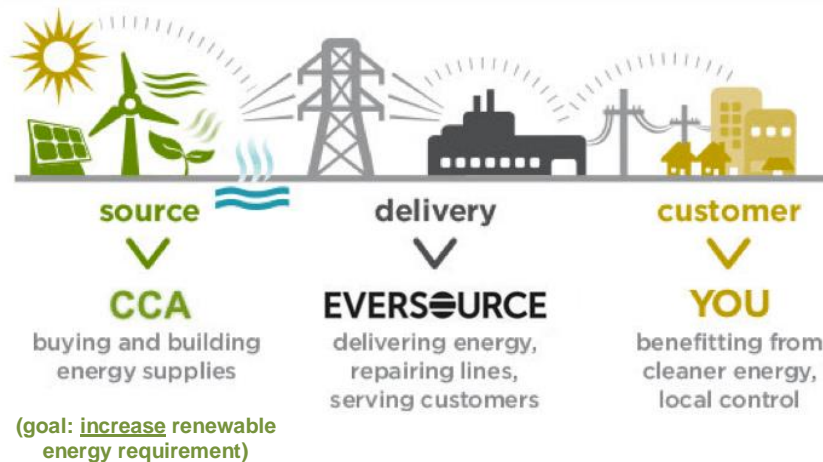 source
delivery
customer
CCA
EVERSOURCE
YOU
buying and building
energy supplies
delivering energy,
repairing lines,
serving customers
benefitting from
cleaner energy,
local control
(goal: increase renewable
energy requirement)